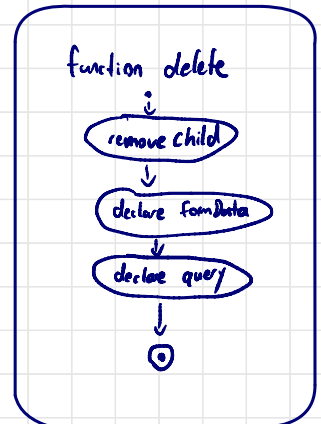 function delete
remove child
declare formData
declare query